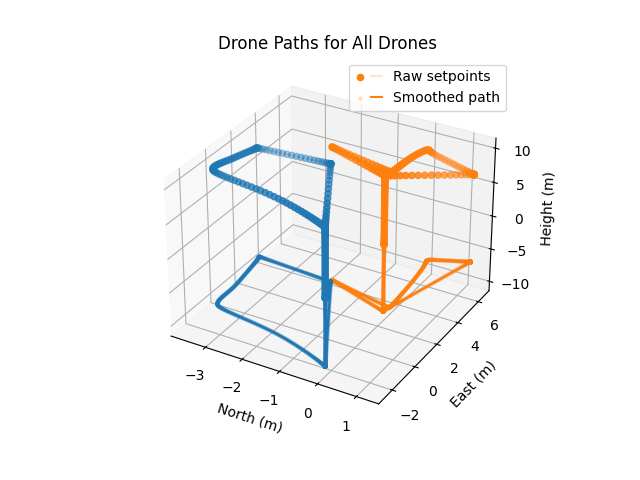 Drone Paths for All Drones
Raw setpoints
Smoothed path
10
5
0
−5
−10
Height (m)
−3
−2
−1
0
1
North (m)
−2
0
2
4
6
East (m)